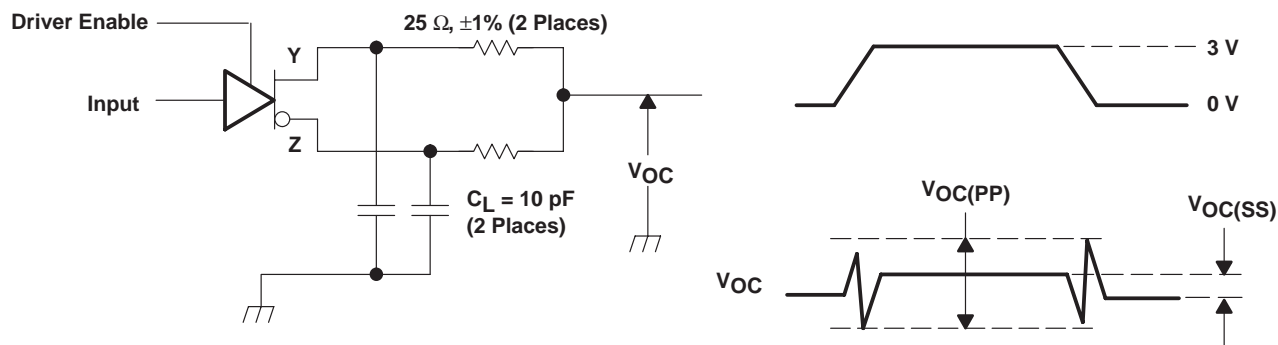 Driver Enable
25 Ω, ±1% (2 Places)
Y
Input
Z
VOC
CL = 10 pF
(2 Places)
3 V
0 V
VOC(PP)
VOC(SS)
VOC